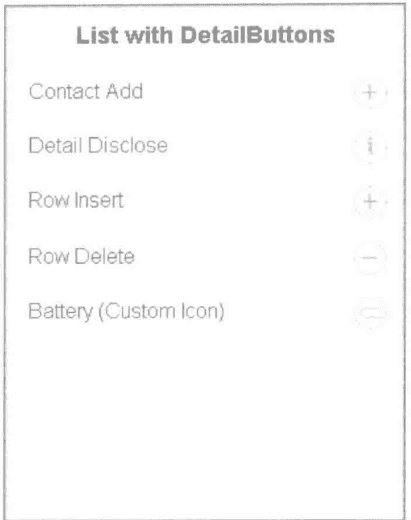 List with DetailButtons
Contact Add +
Detail Disclose i
Row Insert +
Row Delete −
Battery (Custom Icon)